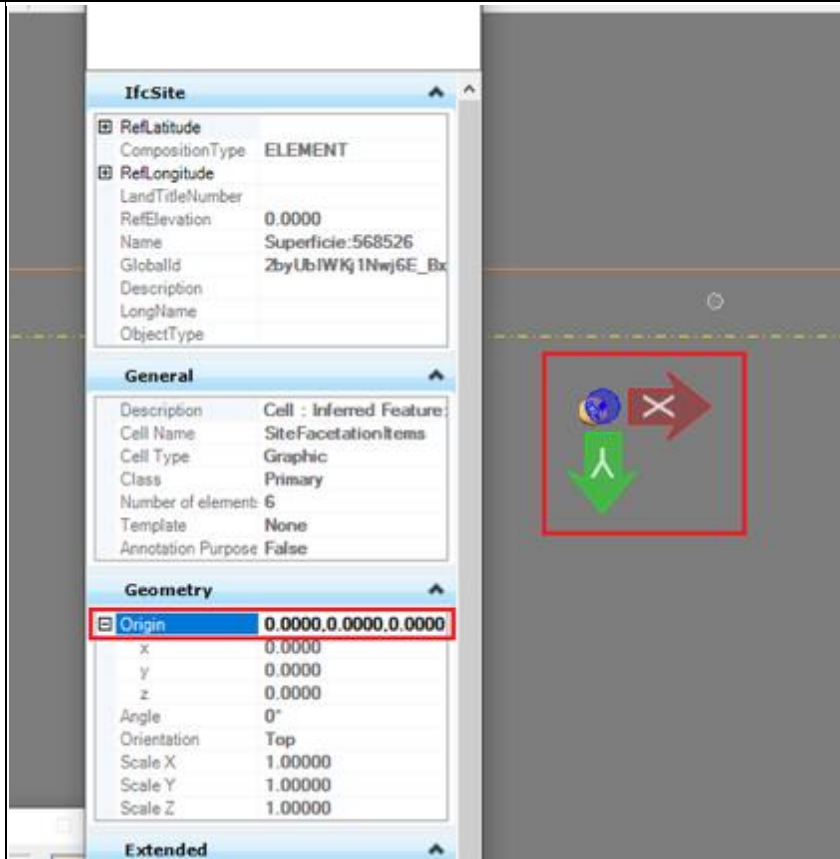 IfcSite
RefLatitude
CompositionType ELEMENT
RefLongitude
LandTitleNumber
RefElevation 0.0000
Name Superficie:568526
GlobalId 2byUbIWKj1Nwj6E_Bx
Description
LongName
ObjectType
General
Description Cell : Inferred Feature:
Cell Name SiteFacetationItems
Cell Type Graphic
Class Primary
Number of element: 6
Template None
Annotation Purpose False
Geometry
Origin 0.0000,0.0000,0.0000
x 0.0000
y 0.0000
z 0.0000
Angle 0°
Orientation Top
Scale X 1.00000
Scale Y 1.00000
Scale Z 1.00000
Extended
X
Y